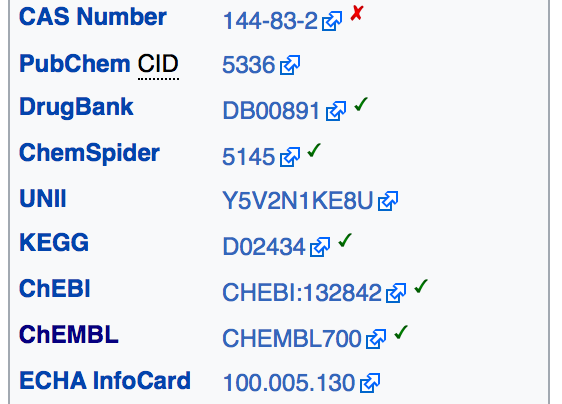 CAS Number 144-83-2 ✗
PubChem CID 5336
DrugBank DB00891 ✓
ChemSpider 5145 ✓
UNII Y5V2N1KE8U
KEGG D02434 ✓
ChEBI CHEBI:132842 ✓
ChEMBL CHEMBL700 ✓
ECHA InfoCard 100.005.130